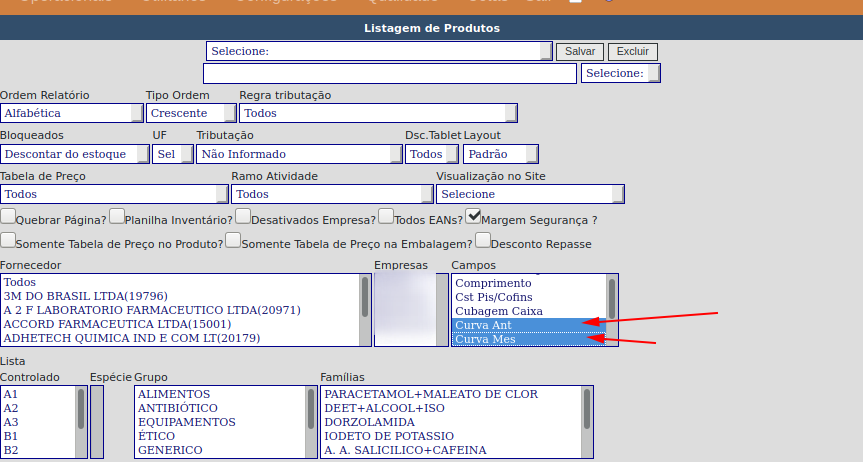 Listagem de Produtos
Selecione: Salvar Excluir
Selecione:
Ordem Relatório Tipo Ordem Regra tributação
Alfabética Crescente Todos
Bloqueados UF Tributação Dsc.Tablet Layout
Descontar do estoque Sel Não Informado Todos Padrão
Tabela de Preço Ramo Atividade Visualização no Site
Todos Todos Selecione
Quebrar Página? Planilha Inventário? Desativados Empresa? Todos EANs? Margem Segurança ?
Somente Tabela de Preço no Produto? Somente Tabela de Preço na Embalagem? Desconto Repasse
Fornecedor Empresas Campos
Todos Comprimento
3M DO BRASIL LTDA(19796) Cst Pis/Cofins
A 2 F LABORATORIO FARMACEUTICO LTDA(20971) Cubagem Caixa
ACCORD FARMACEUTICA LTDA(15001) Curva Ant
ADHETECH QUIMICA IND E COM LT(20179) Curva Mes
Lista
Controlado Espécie Grupo Famílias
A1 ALIMENTOS PARACETAMOL+MALEATO DE CLOR
A2 ANTIBIÓTICO DEET+ALCOOL+ISO
A3 EQUIPAMENTOS DORZOLAMIDA
B1 ÉTICO IODETO DE POTASSIO
B2 GENERICO A. A. SALICILICO+CAFEINA